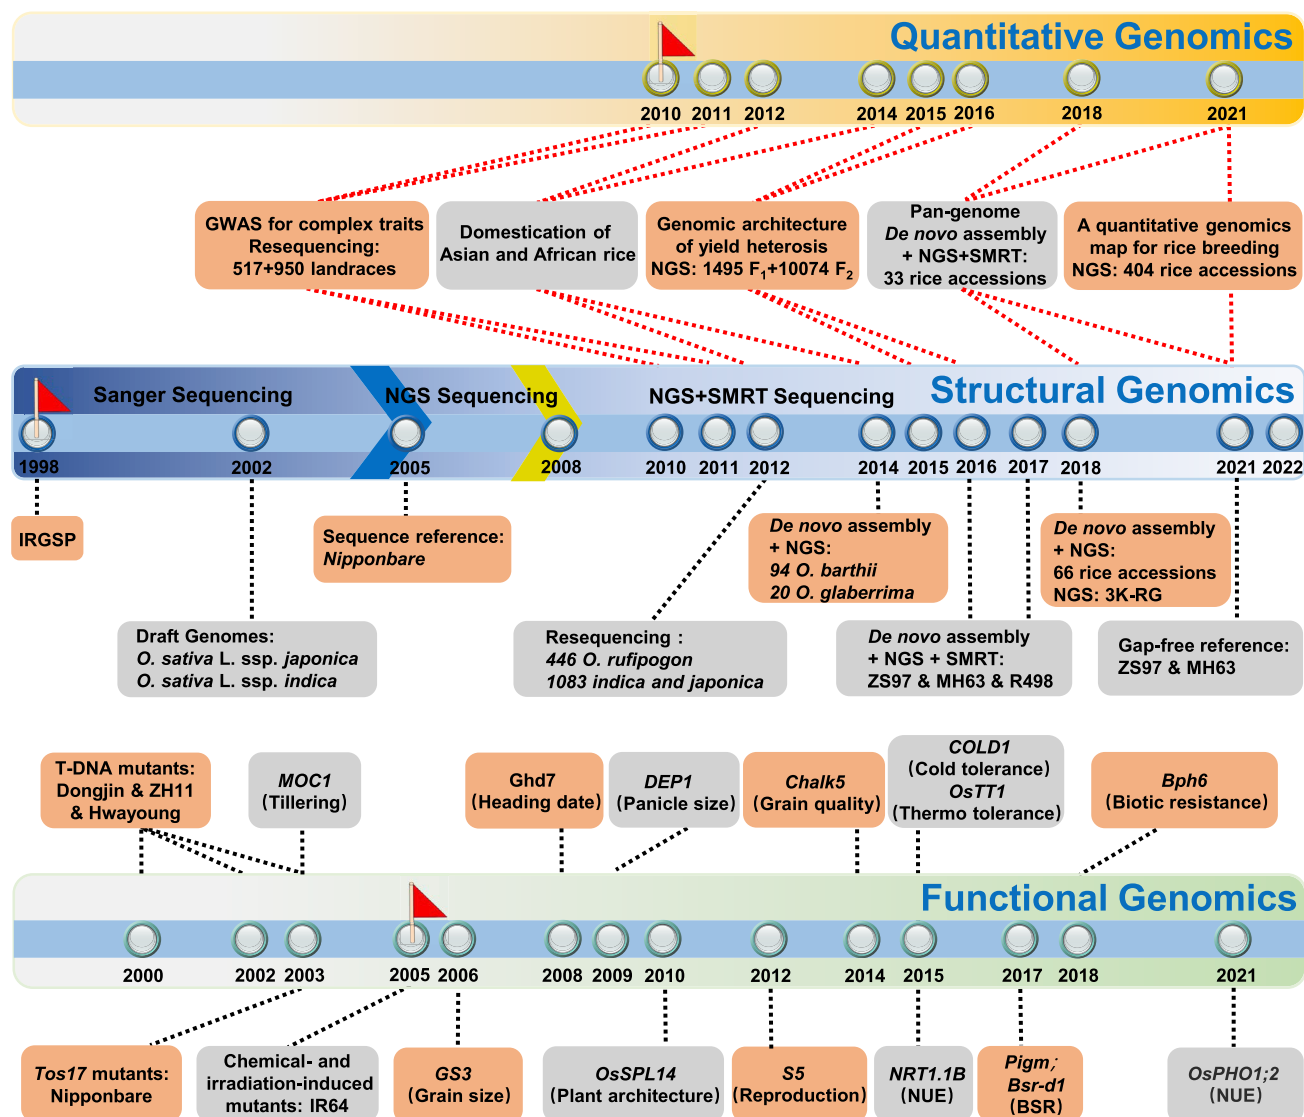 Quantitative Genomics
2010 2011 2012 2014 2015 2016 2018 2021
GWAS for complex traits
Resequencing:
517+950 landraces
Domestication of
Asian and African rice
Genomic architecture
of yield heterosis
NGS: 1495 F₁+10074 F₂
Pan-genome
De novo assembly
+ NGS+SMRT:
33 rice accessions
A quantitative genomics
map for rice breeding
NGS: 404 rice accessions
Structural Genomics
Sanger Sequencing
NGS Sequencing
NGS+SMRT Sequencing
1998 2002 2005 2008 2010 2011 2012 2014 2015 2016 2017 2018 2021 2022
IRGSP
Sequence reference:
Nipponbare
De novo assembly
+ NGS:
94 O. barthii
20 O. glaberrima
De novo assembly
+ NGS:
66 rice accessions
NGS: 3K-RG
Draft Genomes:
O. sativa L. ssp. japonica
O. sativa L. ssp. indica
Resequencing :
446 O. rufipogon
1083 indica and japonica
De novo assembly
+ NGS + SMRT:
ZS97 & MH63 & R498
Gap-free reference:
ZS97 & MH63
T-DNA mutants:
Dongjin & ZH11
& Hwayoung
MOC1
(Tillering)
Ghd7
(Heading date)
DEP1
(Panicle size)
Chalk5
(Grain quality)
COLD1
(Cold tolerance)
OsTT1
(Thermo tolerance)
Bph6
(Biotic resistance)
Functional Genomics
2000 2002 2003 2005 2006 2008 2009 2010 2012 2014 2015 2017 2018 2021
Tos17 mutants:
Nipponbare
Chemical- and
irradiation-induced
mutants: IR64
GS3
(Grain size)
OsSPL14
(Plant architecture)
S5
(Reproduction)
NRT1.1B
(NUE)
Pigm;
Bsr-d1
(BSR)
OsPHO1;2
(NUE)